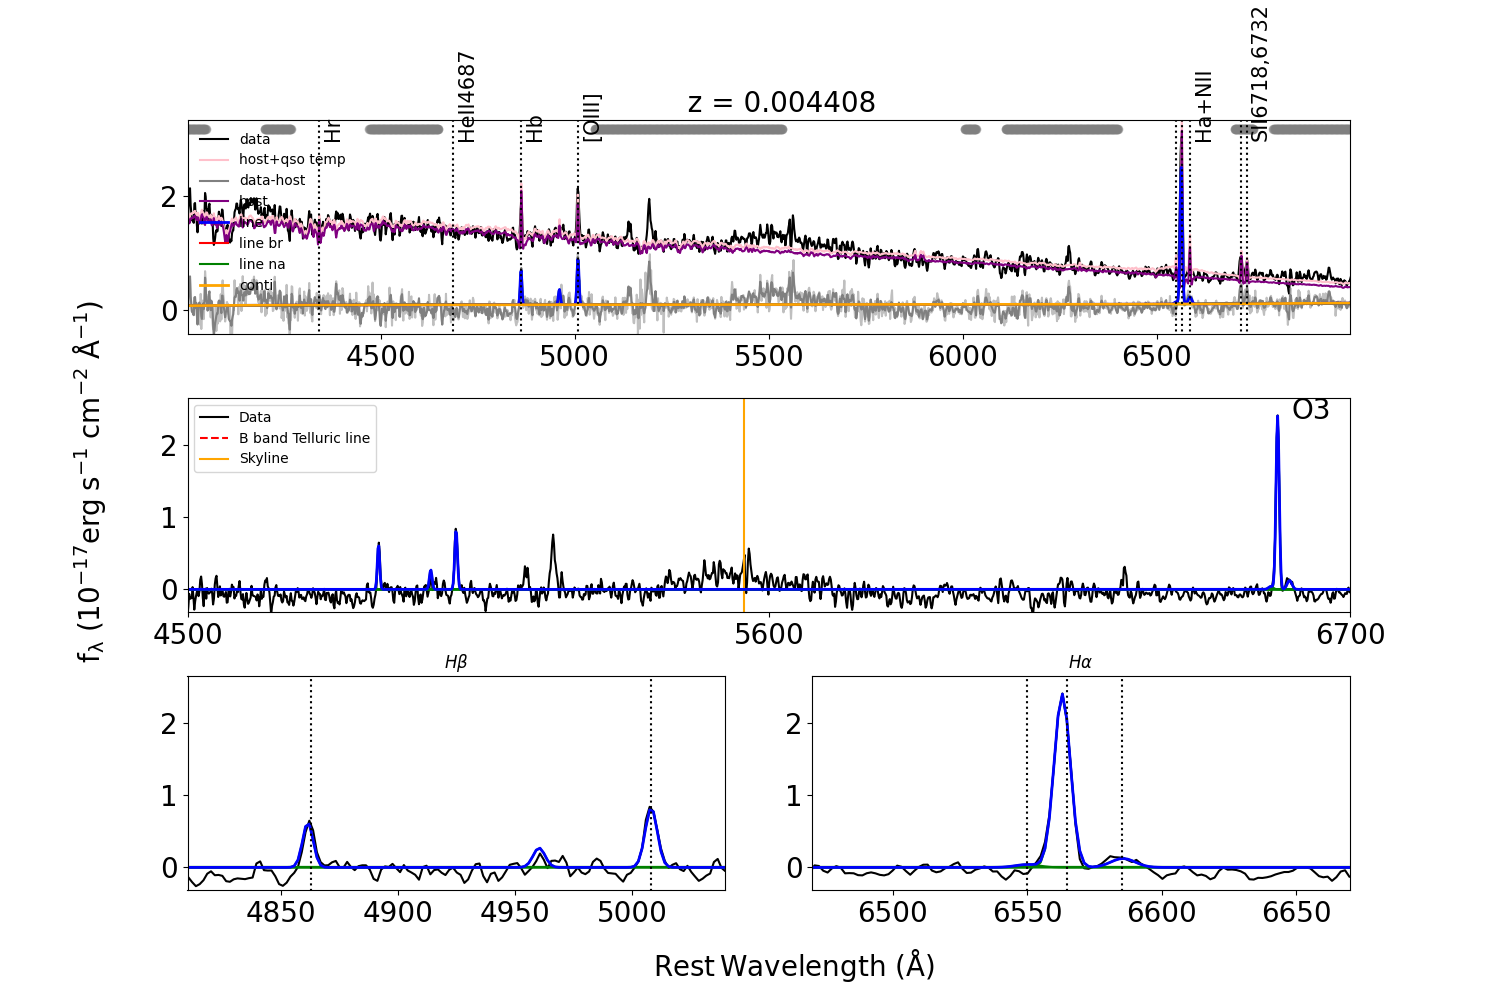 z = 0.004408
Hr
HeII4687
Hb
[OIII]
Ha+NII
SII6718,6732
data
host+qso temp
data-host
host
line
line br
line na
conti
2
0
4500 5000 5500 6000 6500
fλ (10⁻¹⁷erg s⁻¹ cm⁻² Å⁻¹)
O3
Data
B band Telluric line
Skyline
2
1
0
4500 5600 6700
Hβ
2
1
0
4850 4900 4950 5000
Hα
2
1
0
6500 6550 6600 6650
Rest Wavelength (Å)